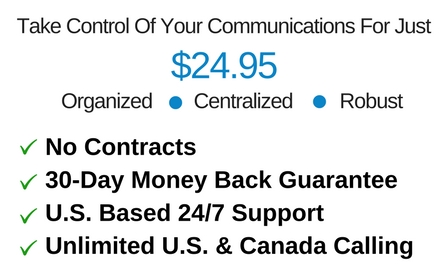 Take Control Of Your Communications For Just
$24.95
Organized ● Centralized ● Robust
✓ No Contracts
✓ 30-Day Money Back Guarantee
✓ U.S. Based 24/7 Support
✓ Unlimited U.S. & Canada Calling